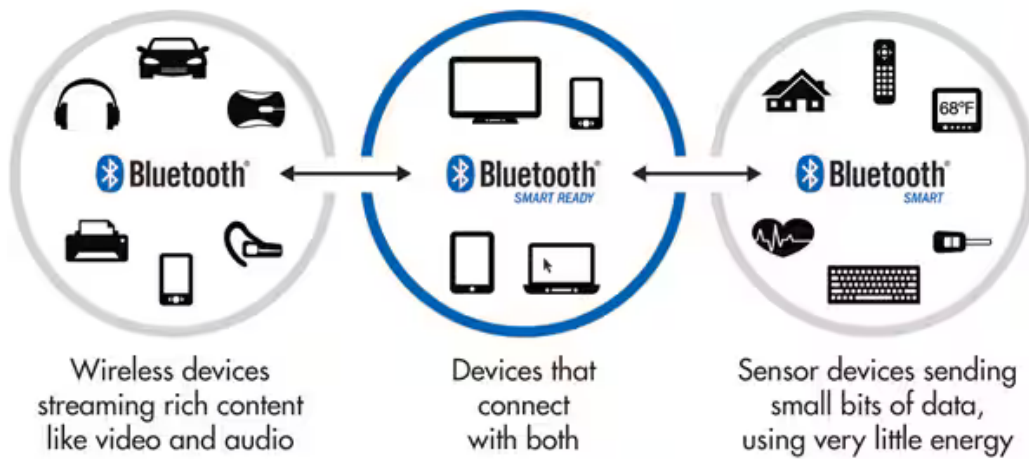 68°F
Bluetooth®
Bluetooth®
SMART READY
Bluetooth®
SMART
Wireless devices
streaming rich content
like video and audio
Devices that
connect
with both
Sensor devices sending
small bits of data,
using very little energy